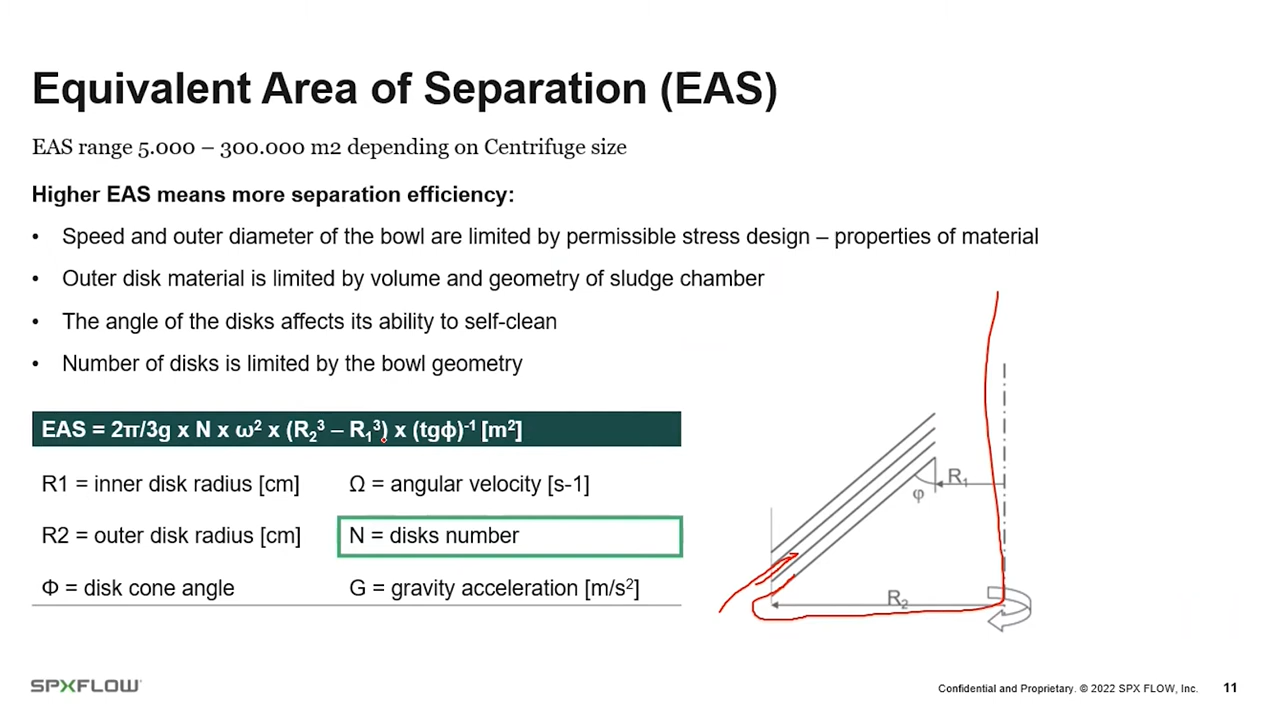 Equivalent Area of Separation (EAS)
EAS range 5.000 – 300.000 m2 depending on Centrifuge size
Higher EAS means more separation efficiency:
• Speed and outer diameter of the bowl are limited by permissible stress design – properties of material
• Outer disk material is limited by volume and geometry of sludge chamber
• The angle of the disks affects its ability to self-clean
• Number of disks is limited by the bowl geometry
EAS = 2π/3g x N x ω² x (R₂³ – R₁³) x (tgϕ)⁻¹ [m²]
R1 = inner disk radius [cm]
Ω = angular velocity [s-1]
R2 = outer disk radius [cm]
N = disks number
Φ = disk cone angle
G = gravity acceleration [m/s²]
R₁
φ
R₂
SPXFLOW
Confidential and Proprietary. © 2022 SPX FLOW, Inc. 11